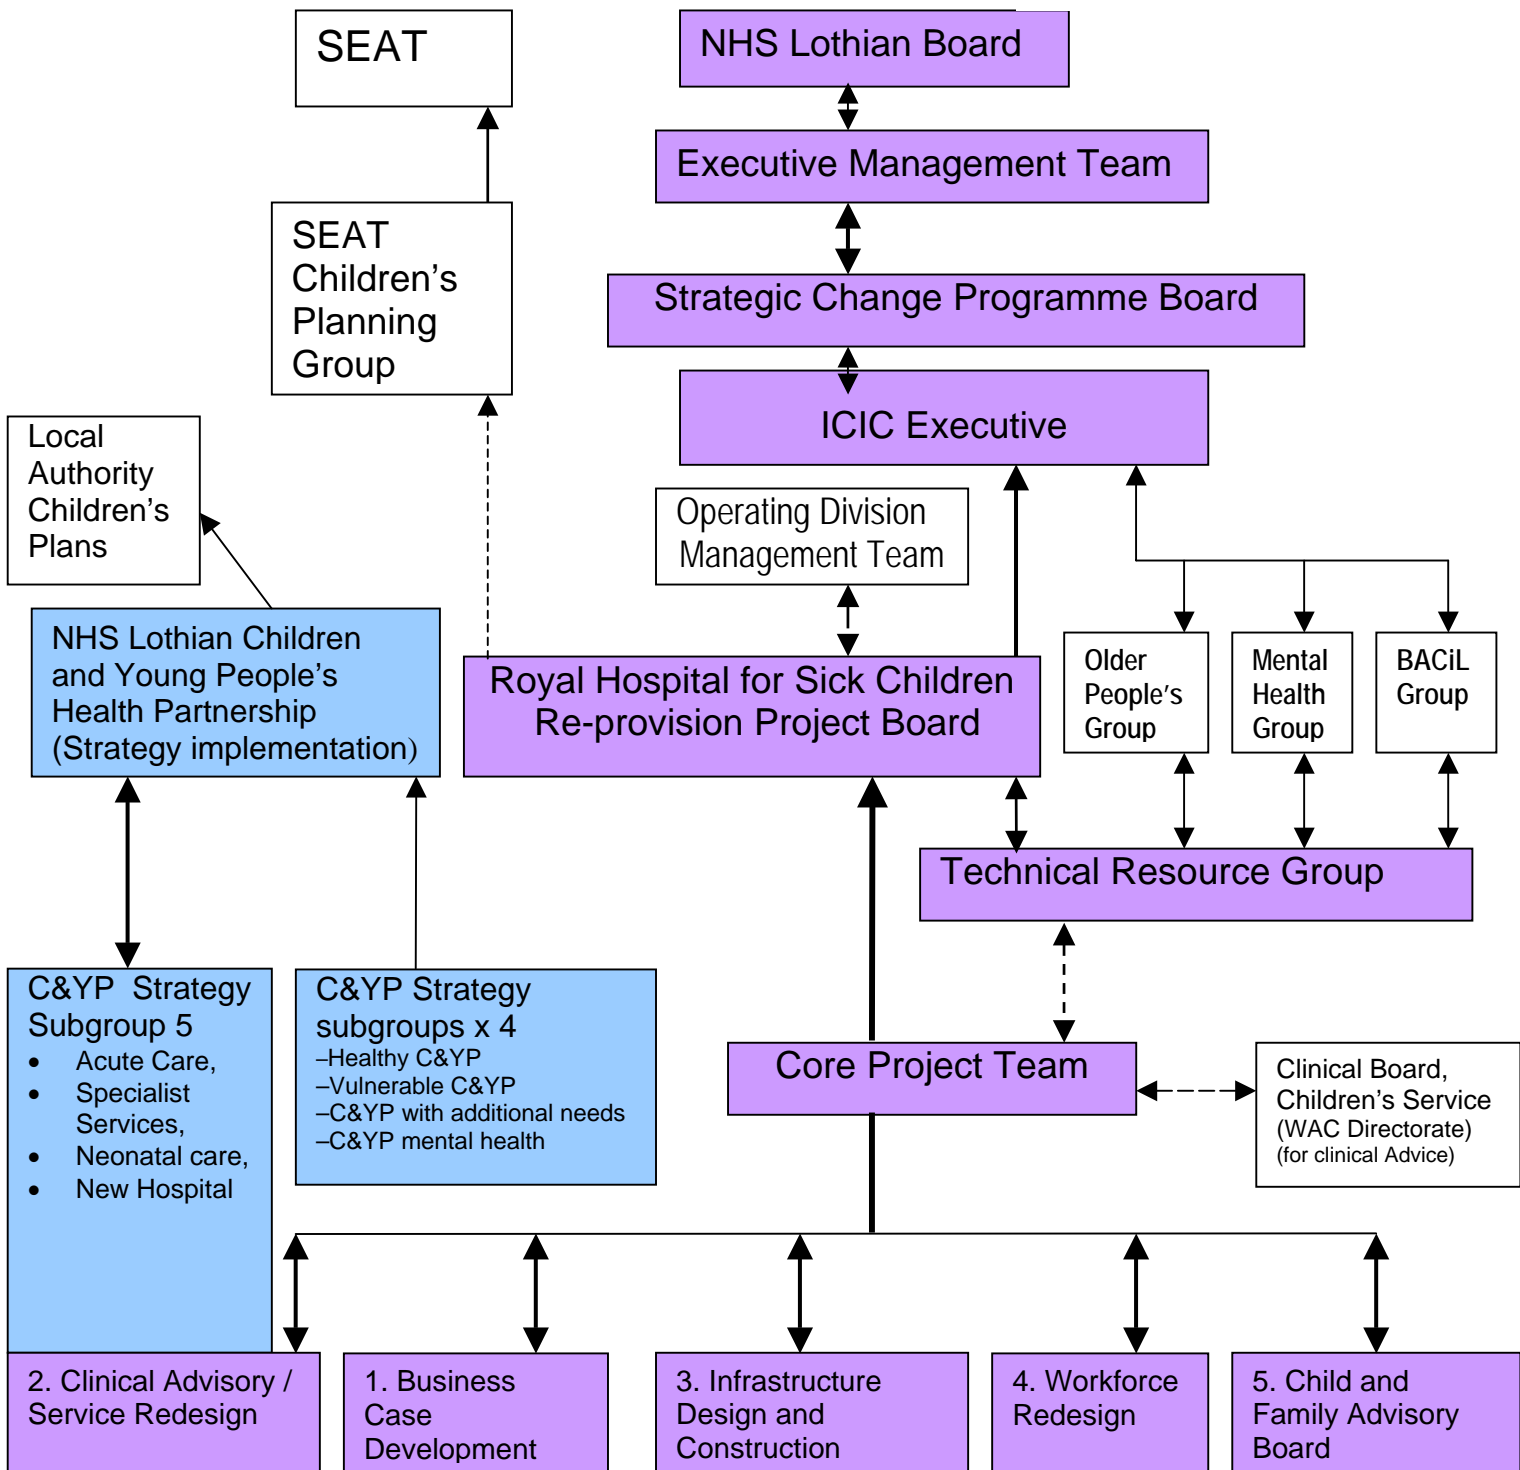 SEAT
NHS Lothian Board
Executive Management Team
SEAT
Children's
Planning
Group
Strategic Change Programme Board
ICIC Executive
Local
Authority
Children's
Plans
Operating Division
Management Team
NHS Lothian Children
and Young People's
Health Partnership
(Strategy implementation)
Royal Hospital for Sick Children
Re-provision Project Board
Older
People's
Group
Mental
Health
Group
BACiL
Group
Technical Resource Group
C&YP Strategy
Subgroup 5
• Acute Care,
• Specialist
Services,
• Neonatal care,
• New Hospital
C&YP Strategy
subgroups x 4
–Healthy C&YP
–Vulnerable C&YP
–C&YP with additional needs
–C&YP mental health
Core Project Team
Clinical Board,
Children's Service
(WAC Directorate)
(for clinical Advice)
2. Clinical Advisory /
Service Redesign
1. Business
Case
Development
3. Infrastructure
Design and
Construction
4. Workforce
Redesign
5. Child and
Family Advisory
Board